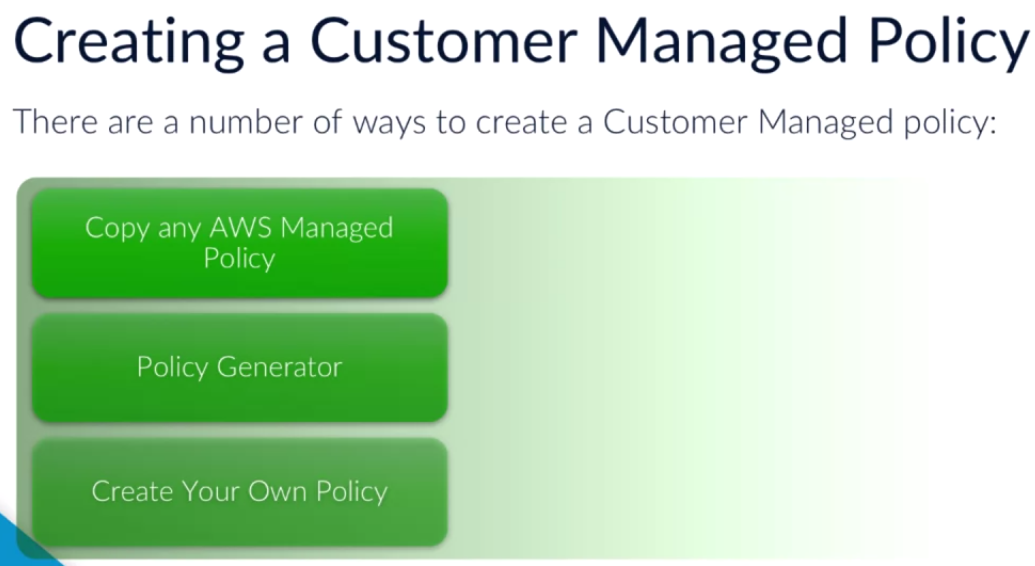 Creating a Customer Managed Policy
There are a number of ways to create a Customer Managed policy:
Copy any AWS Managed
Policy
Policy Generator
Create Your Own Policy